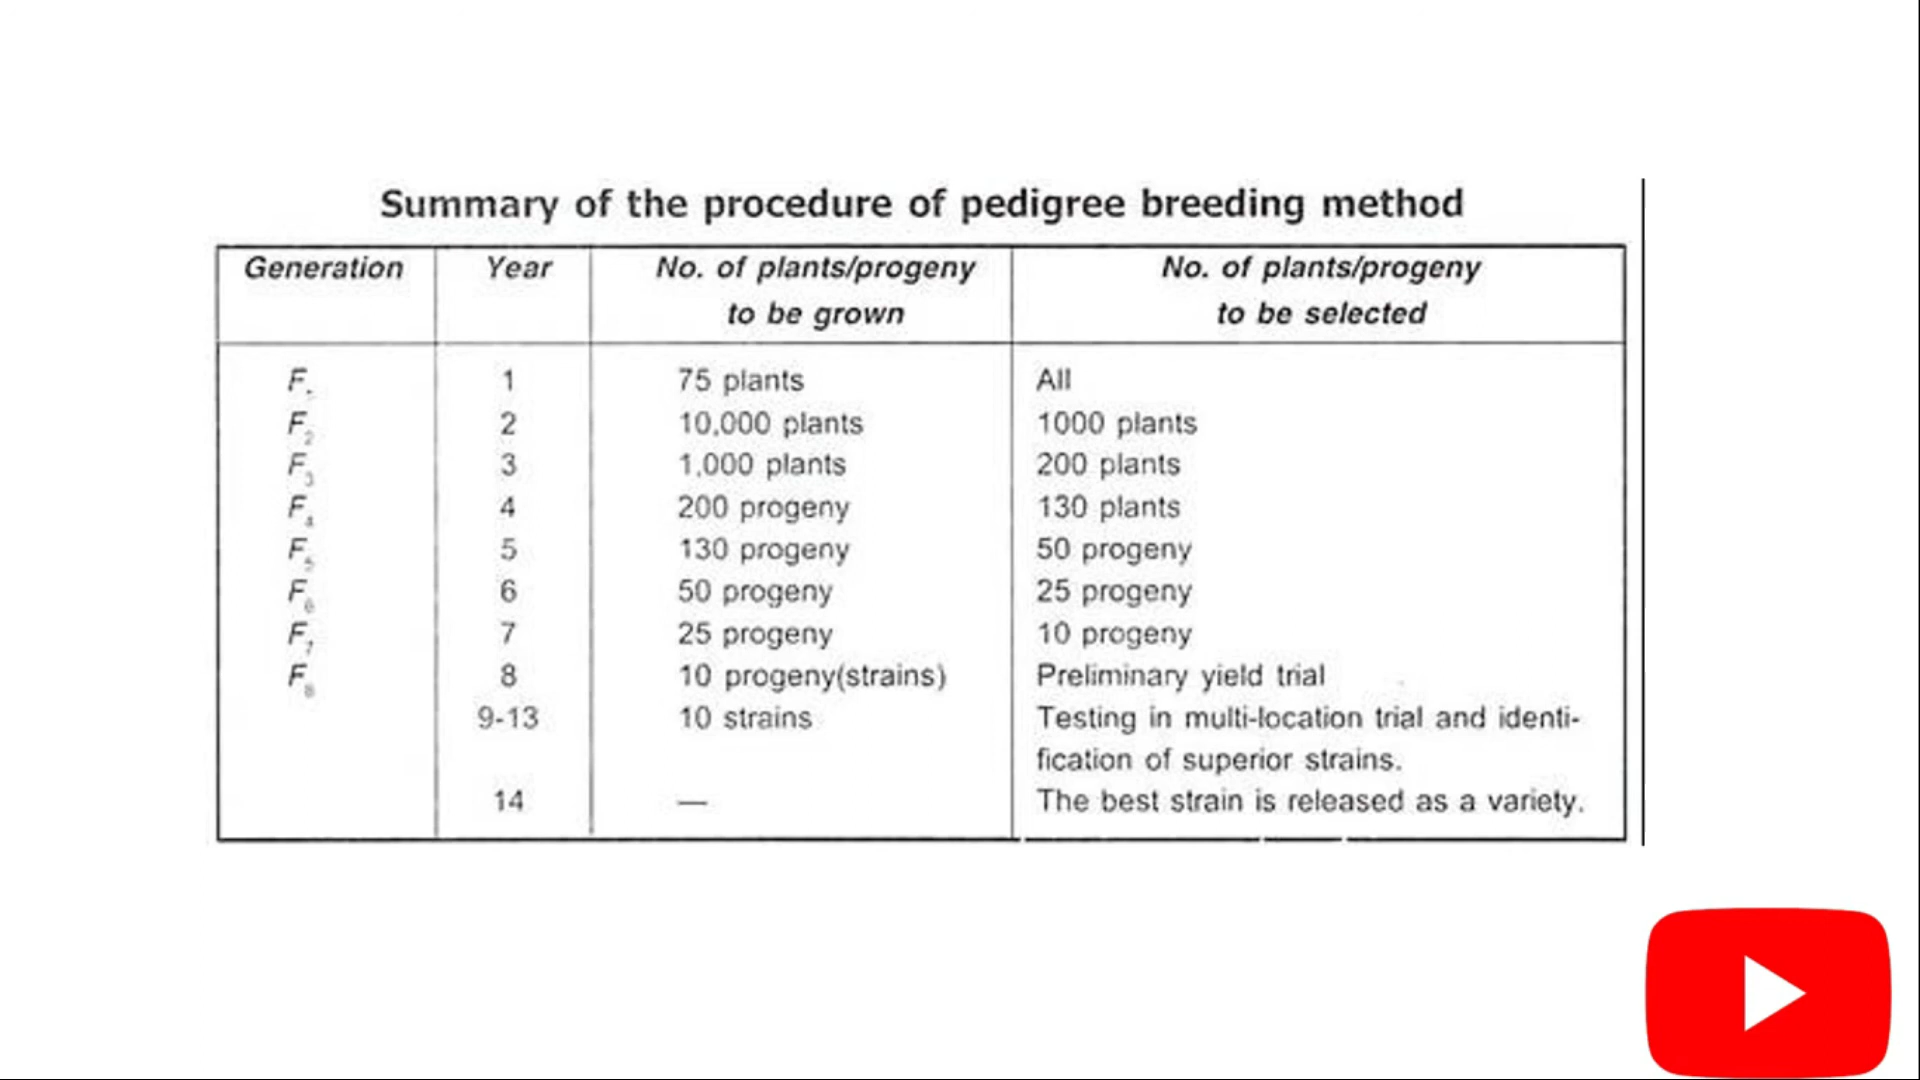 Summary of the procedure of pedigree breeding method
Generation Year No. of plants/progeny to be grown No. of plants/progeny to be selected
F 1 75 plants All
F2 2 10,000 plants 1000 plants
F3 3 1,000 plants 200 plants
F4 4 200 progeny 130 plants
F5 5 130 progeny 50 progeny
F6 6 50 progeny 25 progeny
F7 7 25 progeny 10 progeny
F8 8 10 progeny(strains) Preliminary yield trial
9-13 10 strains Testing in multi-location trial and identi-
fication of superior strains.
14 — The best strain is released as a variety.